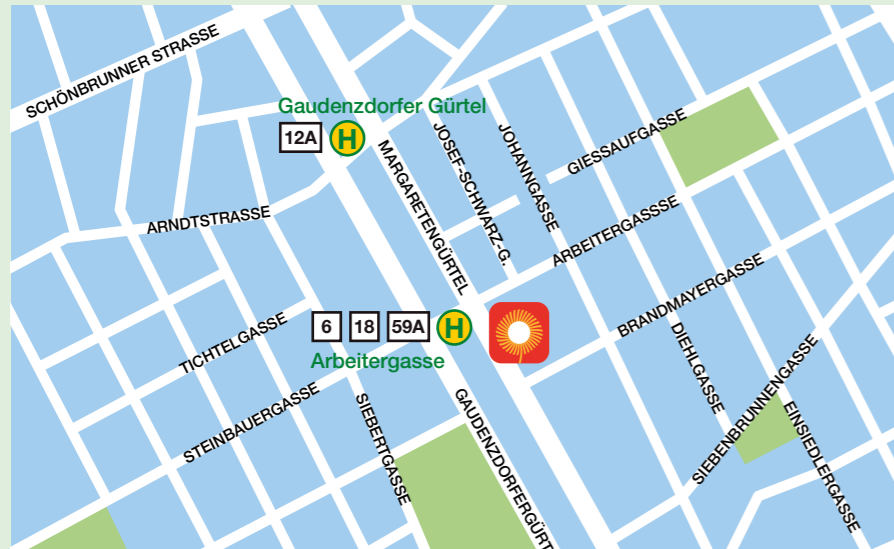 SCHÖNBRUNNER STRASSE
Gaudenzdorfer Gürtel
12A H
MARGARETENGÜRTEL
JOSEF-SCHWARZ-G.
JOHANNGASSE
GIESSAUFGASSE
ARNDTSTRASSE
ARBEITERGASSSE
BRANDMAYERGASSE
6 18 59A H
Arbeitergasse
TICHTELGASSE
STEINBAUERGASSE
SIEBERTGASSE
GAUDENZDORFERGÜRT
DIEHLGASSE
SIEBENBRUNNENGASSE
EINSIEDLERGASSE